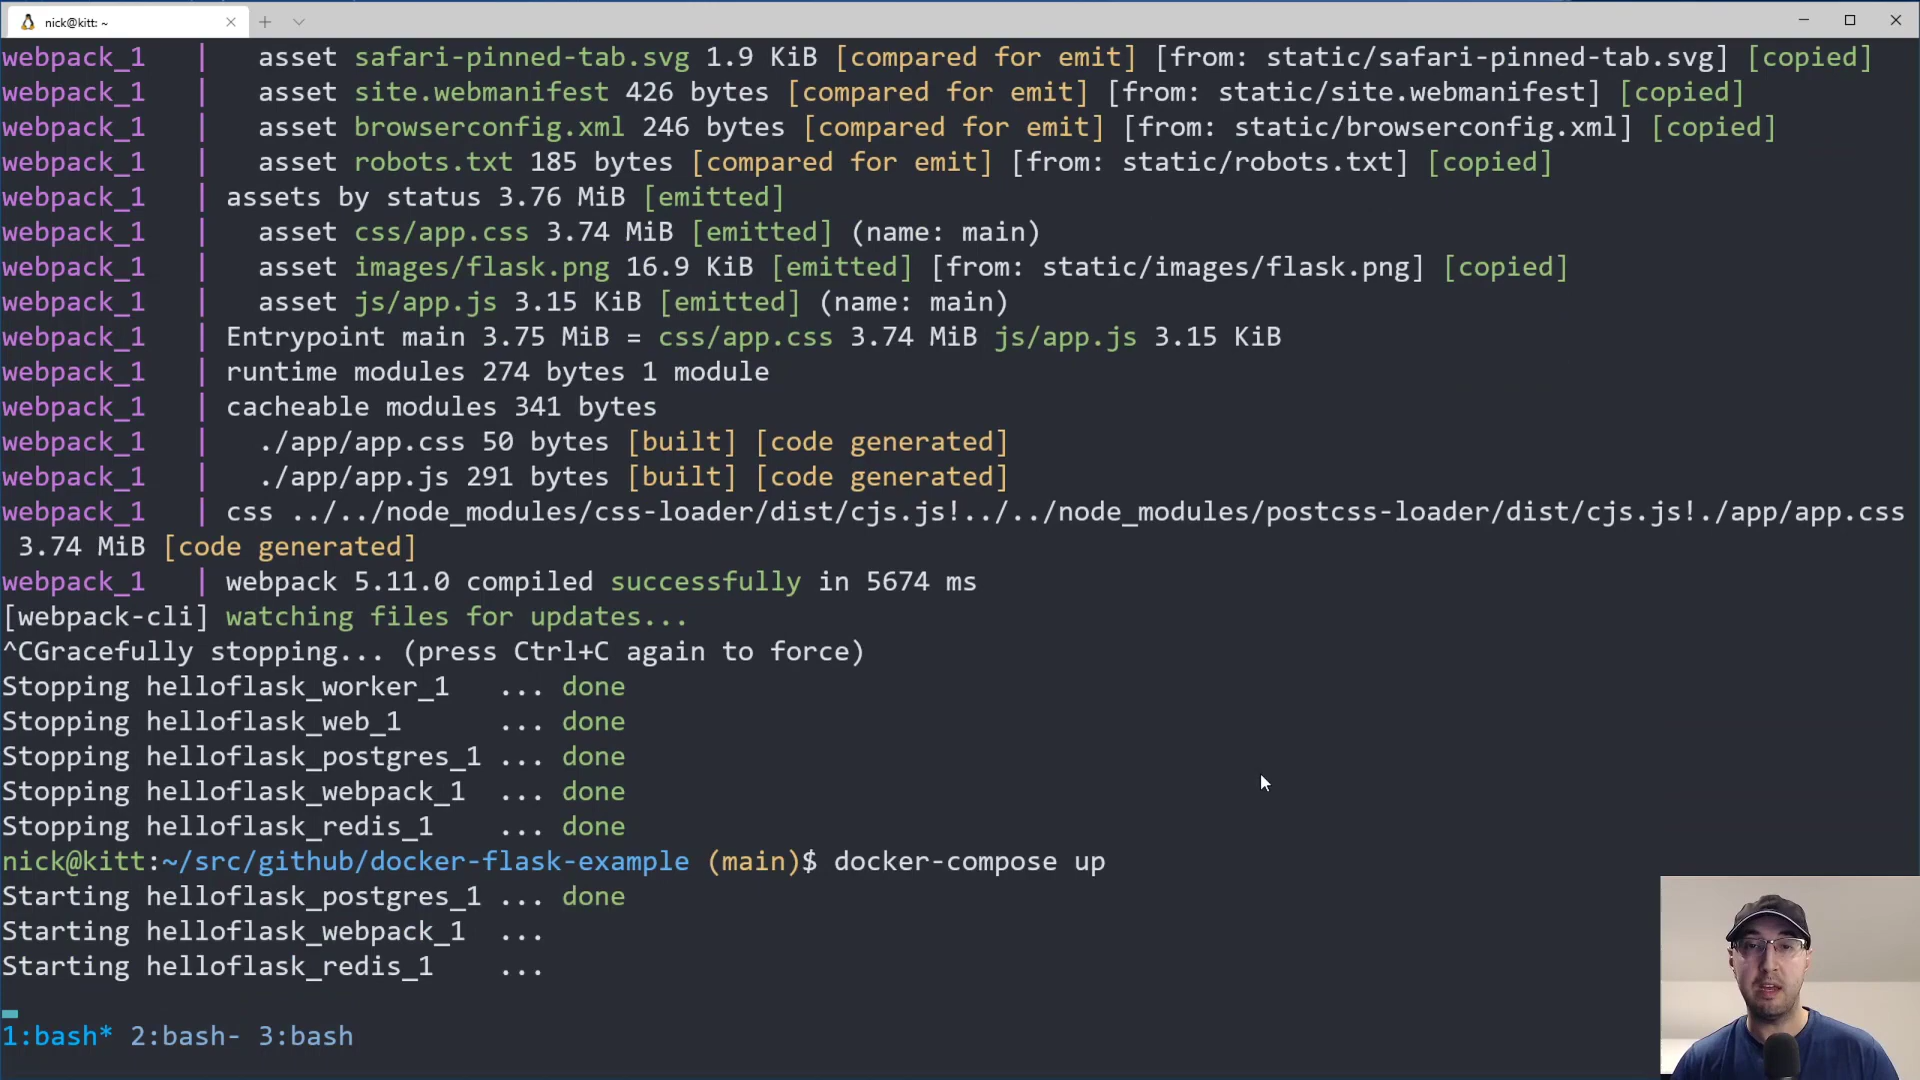 nick@kitt: ~
webpack_1   |   asset safari-pinned-tab.svg 1.9 KiB [compared for emit] [from: static/safari-pinned-tab.svg] [copied]
webpack_1   |   asset site.webmanifest 426 bytes [compared for emit] [from: static/site.webmanifest] [copied]
webpack_1   |   asset browserconfig.xml 246 bytes [compared for emit] [from: static/browserconfig.xml] [copied]
webpack_1   |   asset robots.txt 185 bytes [compared for emit] [from: static/robots.txt] [copied]
webpack_1   | assets by status 3.76 MiB [emitted]
webpack_1   |   asset css/app.css 3.74 MiB [emitted] (name: main)
webpack_1   |   asset images/flask.png 16.9 KiB [emitted] [from: static/images/flask.png] [copied]
webpack_1   |   asset js/app.js 3.15 KiB [emitted] (name: main)
webpack_1   | Entrypoint main 3.75 MiB = css/app.css 3.74 MiB js/app.js 3.15 KiB
webpack_1   | runtime modules 274 bytes 1 module
webpack_1   | cacheable modules 341 bytes
webpack_1   |   ./app/app.css 50 bytes [built] [code generated]
webpack_1   |   ./app/app.js 291 bytes [built] [code generated]
webpack_1   | css ../../node_modules/css-loader/dist/cjs.js!../../node_modules/postcss-loader/dist/cjs.js!./app/app.css
 3.74 MiB [code generated]
webpack_1   | webpack 5.11.0 compiled successfully in 5674 ms
[webpack-cli] watching files for updates...
^CGracefully stopping... (press Ctrl+C again to force)
Stopping helloflask_worker_1   ... done
Stopping helloflask_web_1      ... done
Stopping helloflask_postgres_1 ... done
Stopping helloflask_webpack_1  ... done
Stopping helloflask_redis_1    ... done
nick@kitt:~/src/github/docker-flask-example (main)$ docker-compose up
Starting helloflask_postgres_1 ... done
Starting helloflask_webpack_1  ...
Starting helloflask_redis_1    ...
1:bash* 2:bash- 3:bash